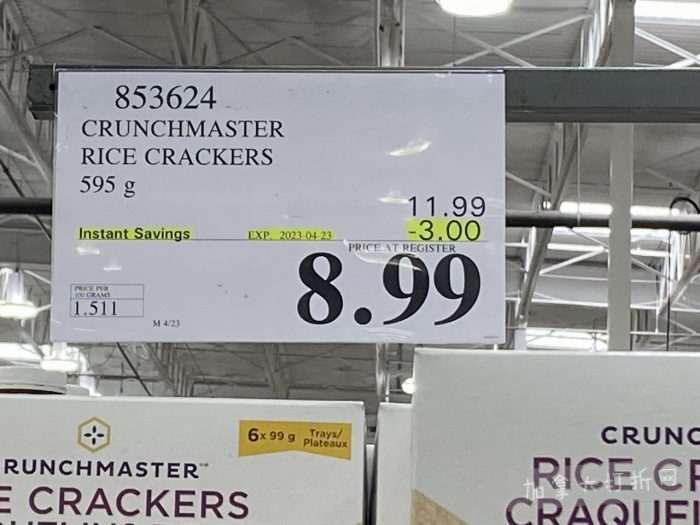 853624
CRUNCHMASTER
RICE CRACKERS
595 g
11.99
Instant Savings EXP. 2023-04-23 -3.00
PRICE AT REGISTER
8.99
PRICE PER
100 GRAMS
1.511
M 4/23
6x 99 g Trays/
Plateaux
RUNCHMASTER™
E CRACKERS
CRUNC
RICE CR
CRAQUEL
加拿大打折网